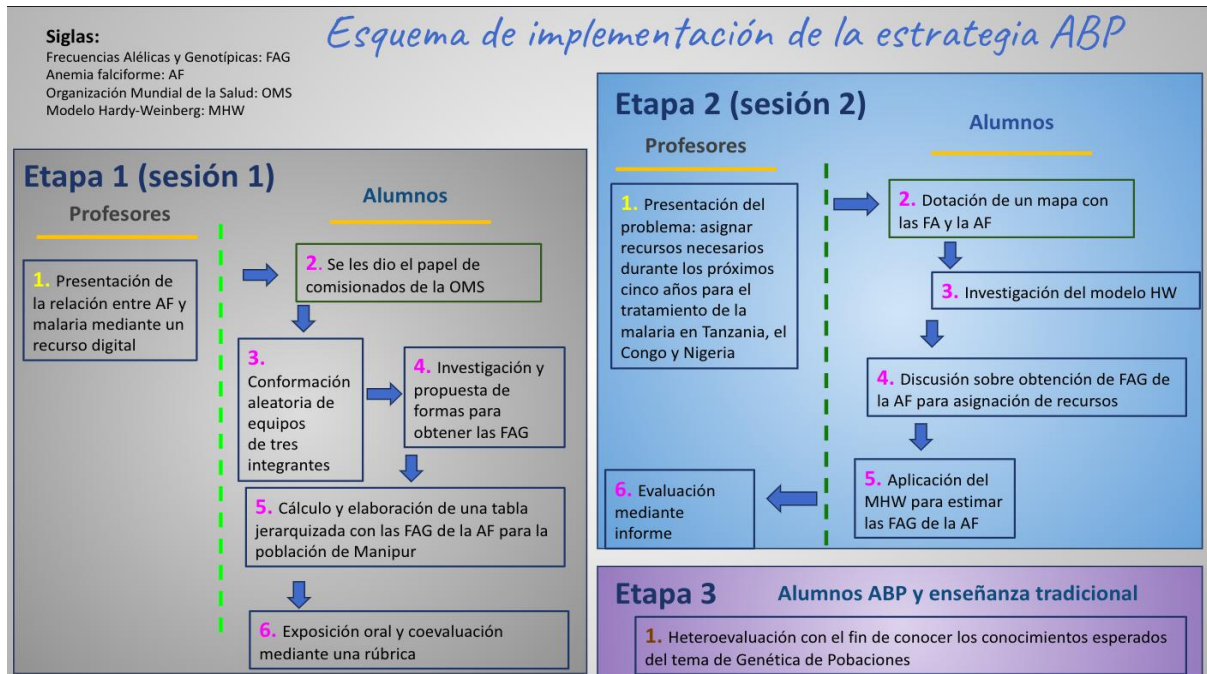 Esquema de implementación de la estrategia ABP
Siglas:
Frecuencias Alélicas y Genotípicas: FAG
Anemia falciforme: AF
Organización Mundial de la Salud: OMS
Modelo Hardy-Weinberg: MHW
Etapa 1 (sesión 1)
Profesores
Alumnos
1. Presentación de
la relación entre AF y
malaria mediante un
recurso digital
2. Se les dio el papel de
comisionados de la OMS
3.
Conformación
aleatoria de
equipos
de tres
integrantes
4. Investigación y
propuesta de
formas para
obtener las FAG
5. Cálculo y elaboración de una tabla
jerarquizada con las FAG de la AF para la
población de Manipur
6. Exposición oral y coevaluación
mediante una rúbrica
Etapa 2 (sesión 2)
Profesores
Alumnos
1. Presentación del
problema: asignar
recursos necesarios
durante los próximos
cinco años para el
tratamiento de la
malaria en Tanzania, el
Congo y Nigeria
2. Dotación de un mapa con
las FA y la AF
3. Investigación del modelo HW
4. Discusión sobre obtención de FAG de
la AF para asignación de recursos
5. Aplicación del
MHW para estimar
las FAG de la AF
6. Evaluación
mediante
informe
Etapa 3
Alumnos ABP y enseñanza tradicional
1. Heteroevaluación con el fin de conocer los conocimientos esperados
del tema de Genética de Pobaciones